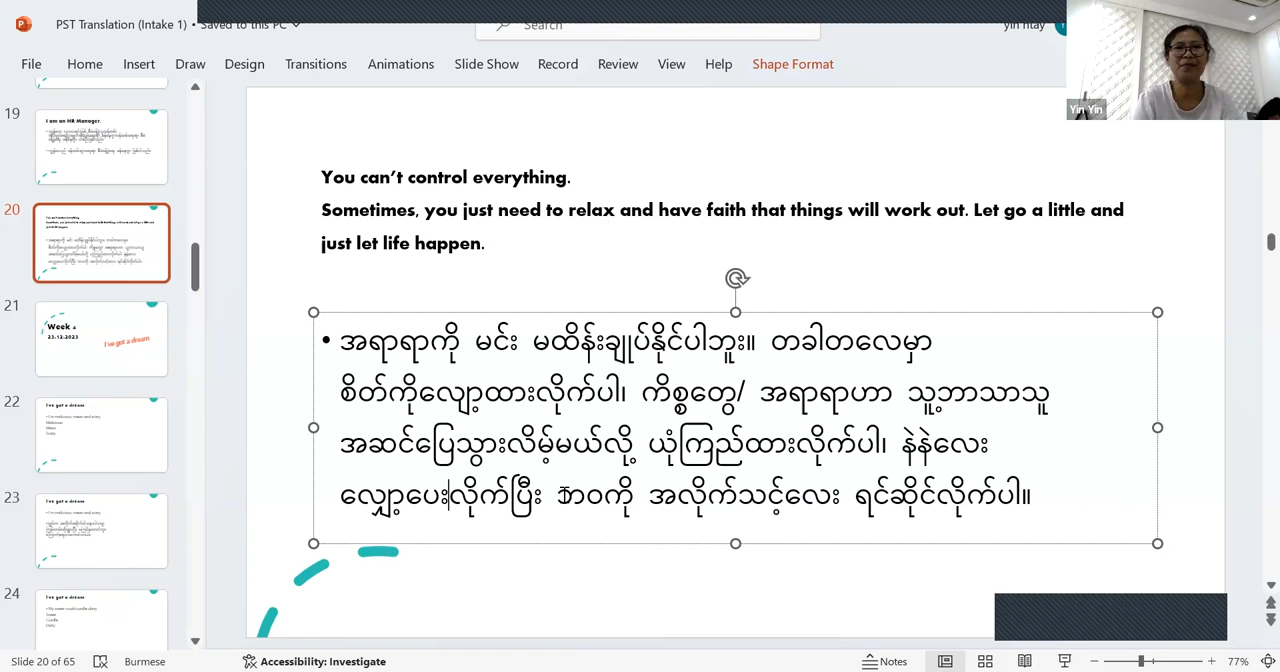 PST Translation (Intake 1) • Saved to this PC
Search
yin htay
File Home Insert Draw Design Transitions Animations Slide Show Record Review View Help Shape Format
Yin Yin
19
I am an HR Manager.
20
21
Week 4
23.12.2023
I've got a dream
22
I've got a dream
23
I've got a dream
24
I've got a dream
You can't control everything.
Sometimes, you just need to relax and have faith that things will work out. Let go a little and
just let life happen.
• အရာရာကို မင်း မထိန်းချုပ်နိုင်ပါဘူး။ တခါတလေမှာ
စိတ်ကိုလျော့ထားလိုက်ပါ၊ ကိစ္စတွေ/ အရာရာဟာ သူ့ဘာသာသူ
အဆင်ပြေသွားလိမ့်မယ်လို့ ယုံကြည်ထားလိုက်ပါ၊ နဲနဲလေး
လျှော့ပေးလိုက်ပြီး ဘဝကို အလိုက်သင့်လေး ရင်ဆိုင်လိုက်ပါ။
Slide 20 of 65 Burmese Accessibility: Investigate Notes 77%